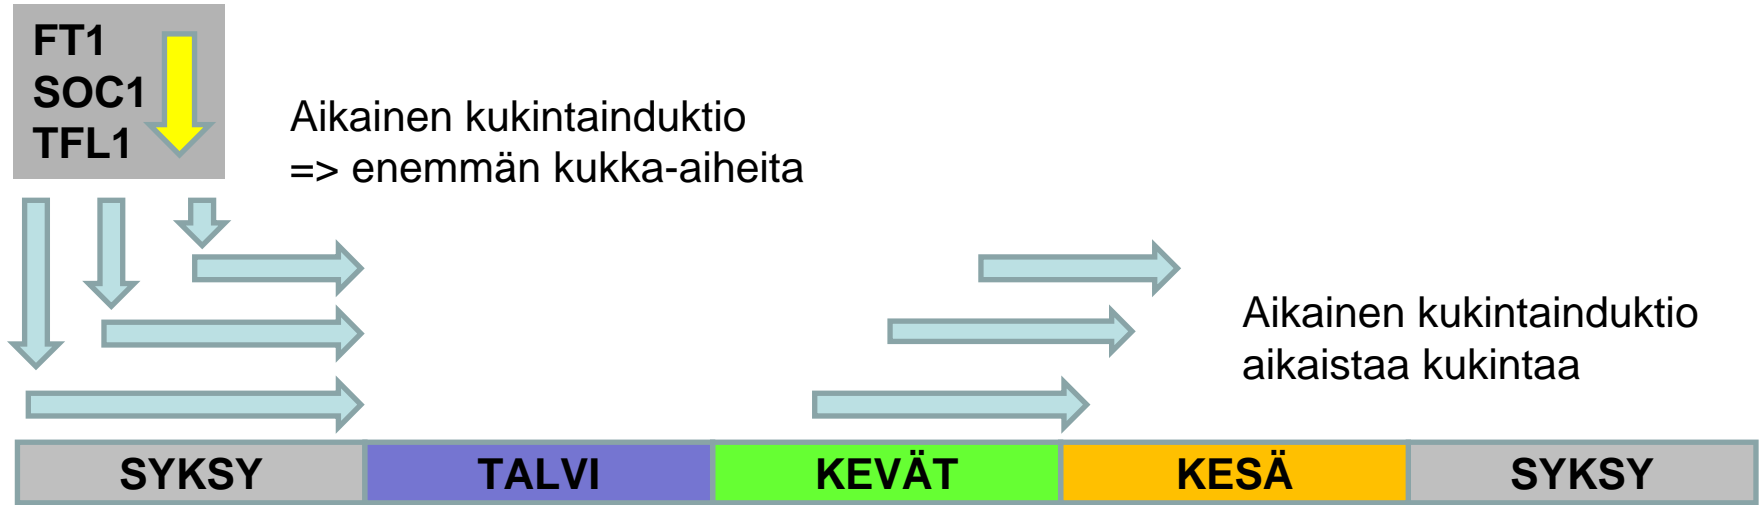 FT1
SOC1
TFL1
Aikainen kukintainduktio
=> enemmän kukka-aiheita
Aikainen kukintainduktio
aikaistaa kukintaa
SYKSY TALVI KEVÄT KESÄ SYKSY